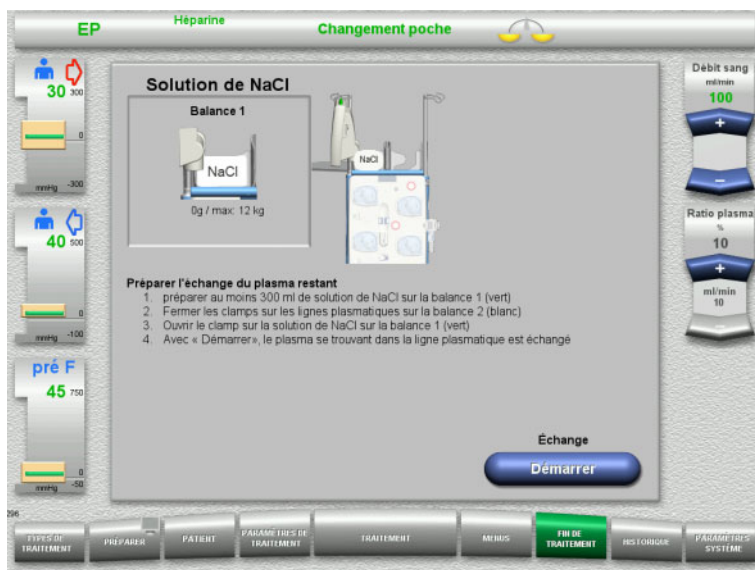 EP
Héparine
Changement poche
30 300
0
mmHg -300
40 500
0
mmHg -100
pré F
45 750
0
mmHg -50
Solution de NaCl
Balance 1
NaCl
0g / max: 12 kg
NaCl
Préparer l'échange du plasma restant
1. préparer au moins 300 ml de solution de NaCl sur la balance 1 (vert)
2. Fermer les clamps sur les lignes plasmatiques sur la balance 2 (blanc)
3. Ouvrir le clamp sur la solution de NaCl sur la balance 1 (vert)
4. Avec « Démarrer», le plasma se trouvant dans la ligne plasmatique est échangé
Échange
Démarrer
Débit sang
ml/min
100
+
–
Ratio plasma
%
10
+
ml/min
10
–
296
TYPES DE
TRAITEMENT
PRÉPARER
PATIENT
PARAMÈTRES DE
TRAITEMENT
TRAITEMENT
MENUS
FIN DE
TRAITEMENT
HISTORIQUE
PARAMÈTRES
SYSTÈME